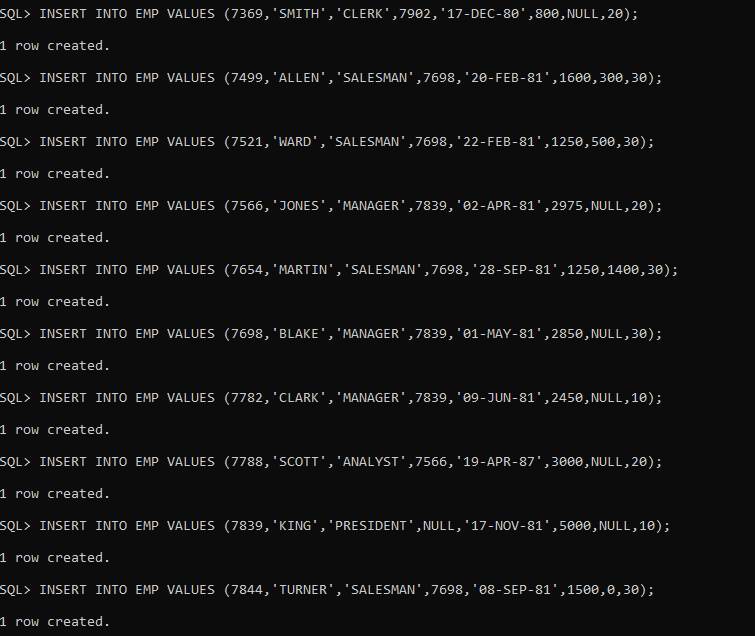 SQL> INSERT INTO EMP VALUES (7369,'SMITH','CLERK',7902,'17-DEC-80',800,NULL,20);
1 row created.
SQL> INSERT INTO EMP VALUES (7499,'ALLEN','SALESMAN',7698,'20-FEB-81',1600,300,30);
1 row created.
SQL> INSERT INTO EMP VALUES (7521,'WARD','SALESMAN',7698,'22-FEB-81',1250,500,30);
1 row created.
SQL> INSERT INTO EMP VALUES (7566,'JONES','MANAGER',7839,'02-APR-81',2975,NULL,20);
1 row created.
SQL> INSERT INTO EMP VALUES (7654,'MARTIN','SALESMAN',7698,'28-SEP-81',1250,1400,30);
1 row created.
SQL> INSERT INTO EMP VALUES (7698,'BLAKE','MANAGER',7839,'01-MAY-81',2850,NULL,30);
1 row created.
SQL> INSERT INTO EMP VALUES (7782,'CLARK','MANAGER',7839,'09-JUN-81',2450,NULL,10);
1 row created.
SQL> INSERT INTO EMP VALUES (7788,'SCOTT','ANALYST',7566,'19-APR-87',3000,NULL,20);
1 row created.
SQL> INSERT INTO EMP VALUES (7839,'KING','PRESIDENT',NULL,'17-NOV-81',5000,NULL,10);
1 row created.
SQL> INSERT INTO EMP VALUES (7844,'TURNER','SALESMAN',7698,'08-SEP-81',1500,0,30);
1 row created.